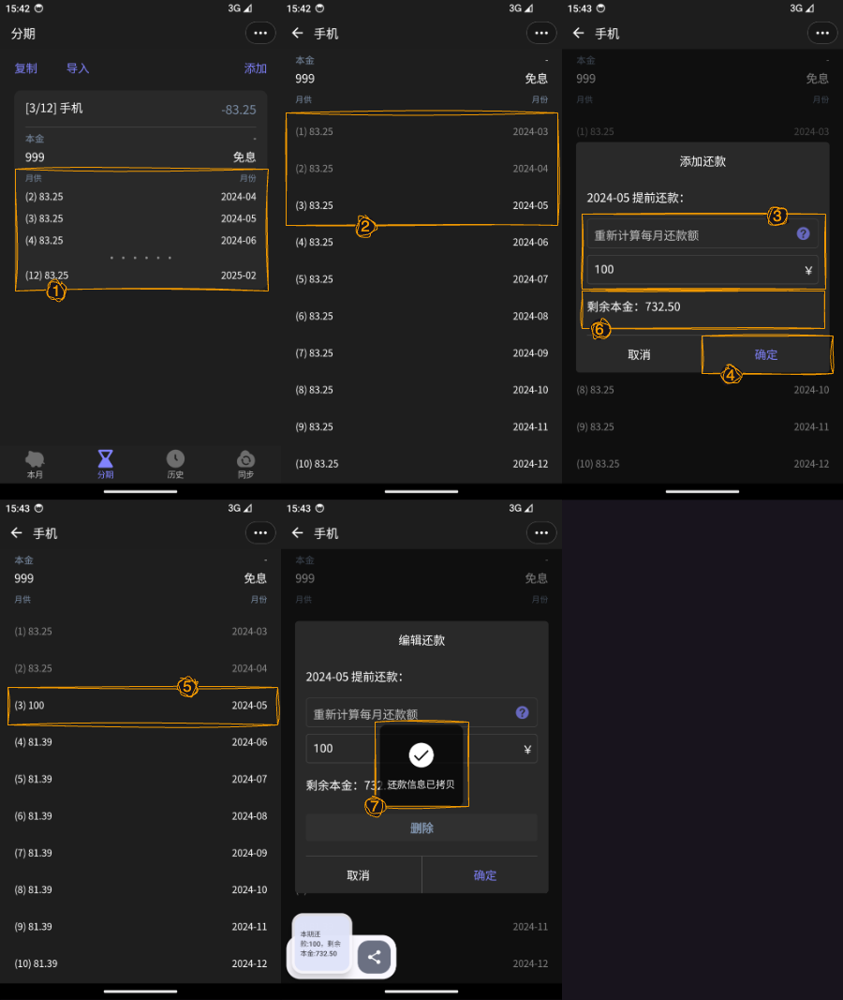 15:42 3G
分期
复制 导入 添加
[3/12] 手机 -83.25
本金 -
999 免息
月供 月份
(2) 83.25 2024-04
(3) 83.25 2024-05
(4) 83.25 2024-06
• • • • • •
(12) 83.25 2025-02
1
本月 分期 历史 同步
15:42 3G
手机
本金 -
999 免息
月供 月份
(1) 83.25 2024-03
(2) 83.25 2024-04
(3) 83.25 2024-05
2
(4) 83.25 2024-06
(5) 83.25 2024-07
(6) 83.25 2024-08
(7) 83.25 2024-09
(8) 83.25 2024-10
(9) 83.25 2024-11
(10) 83.25 2024-12
15:43 3G
手机
本金 -
999 免息
月供 月份
(1) 83.25 2024-03
添加还款
2024-05 提前还款：
3
重新计算每月还款额 ?
100 ¥
剩余本金：732.50
6
取消 确定
4
(8) 83.25 2024-10
(9) 83.25 2024-11
(10) 83.25 2024-12
15:43 3G
手机
本金 -
999 免息
月供 月份
(1) 83.25 2024-03
(2) 83.25 2024-04
5
(3) 100 2024-05
(4) 81.39 2024-06
(5) 81.39 2024-07
(6) 81.39 2024-08
(7) 81.39 2024-09
(8) 81.39 2024-10
(9) 81.39 2024-11
(10) 81.39 2024-12
15:43 3G
手机
本金 -
999 免息
月供 月份
编辑还款
2024-05 提前还款：
重新计算每月还款额 ?
100 ¥
剩余本金：732.
还款信息已拷贝
7
删除
取消 确定
2024-11
2024-12
本期还
款:100，剩余
本金:732.50